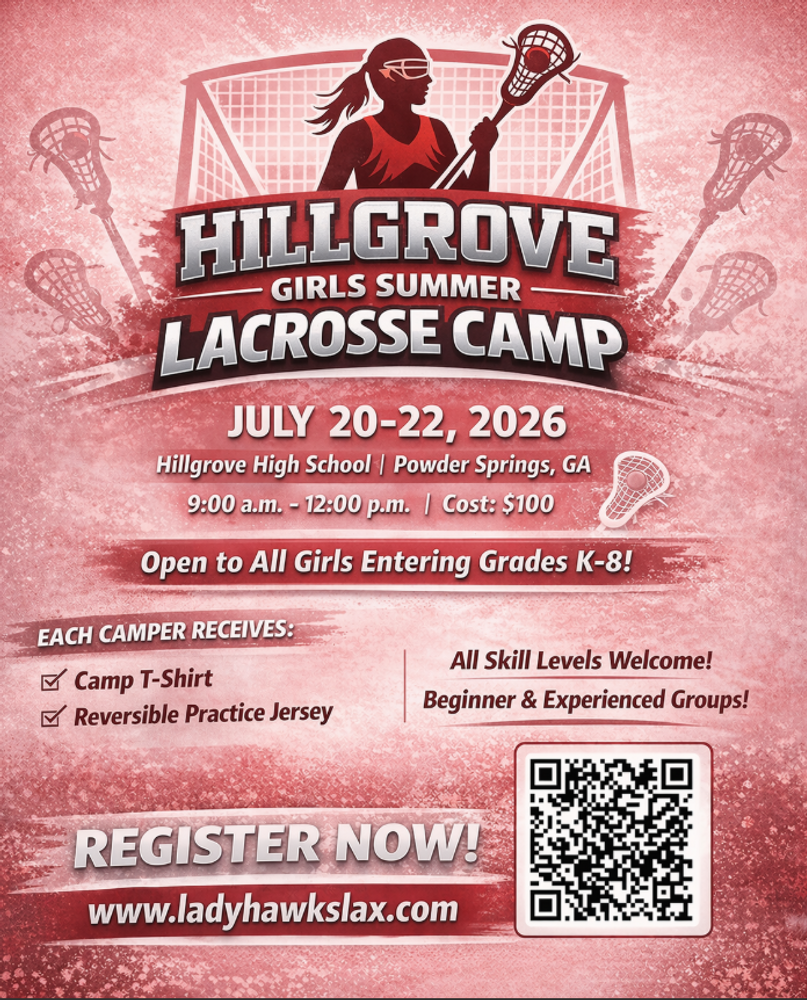 HILLGROVE
GIRLS SUMMER
LACROSSE CAMP
JULY 20-22, 2026
Hillgrove High School | Powder Springs, GA
9:00 a.m. - 12:00 p.m. | Cost: $100
Open to All Girls Entering Grades K-8!
EACH CAMPER RECEIVES:
Camp T-Shirt
Reversible Practice Jersey
All Skill Levels Welcome!
Beginner & Experienced Groups!
REGISTER NOW!
www.ladyhawkslax.com